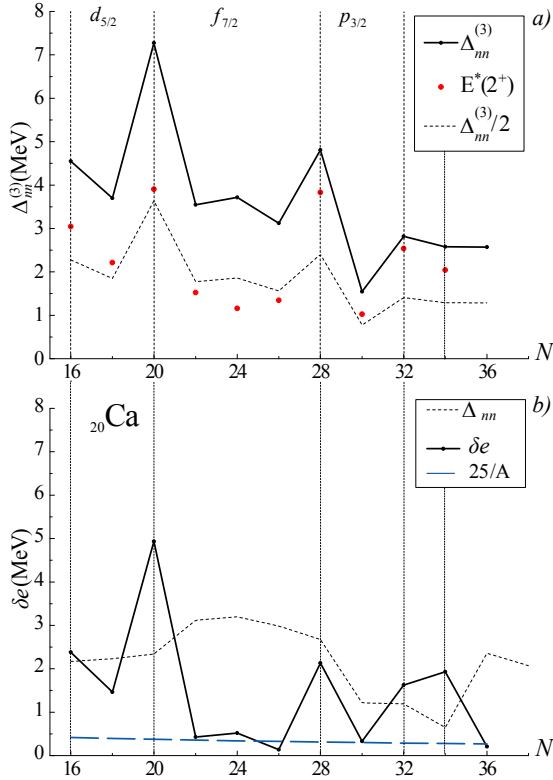 d5/2 f7/2 p3/2 a)
Δnn(3)
E*(2+)
Δnn(3)/2
Δnn(3)(MeV)
8
7
6
5
4
3
2
1
0
16 20 24 28 32 36 N
20Ca b)
Δnn
δe
25/A
δe(MeV)
8
7
6
5
4
3
2
1
0
16 20 24 28 32 36 N